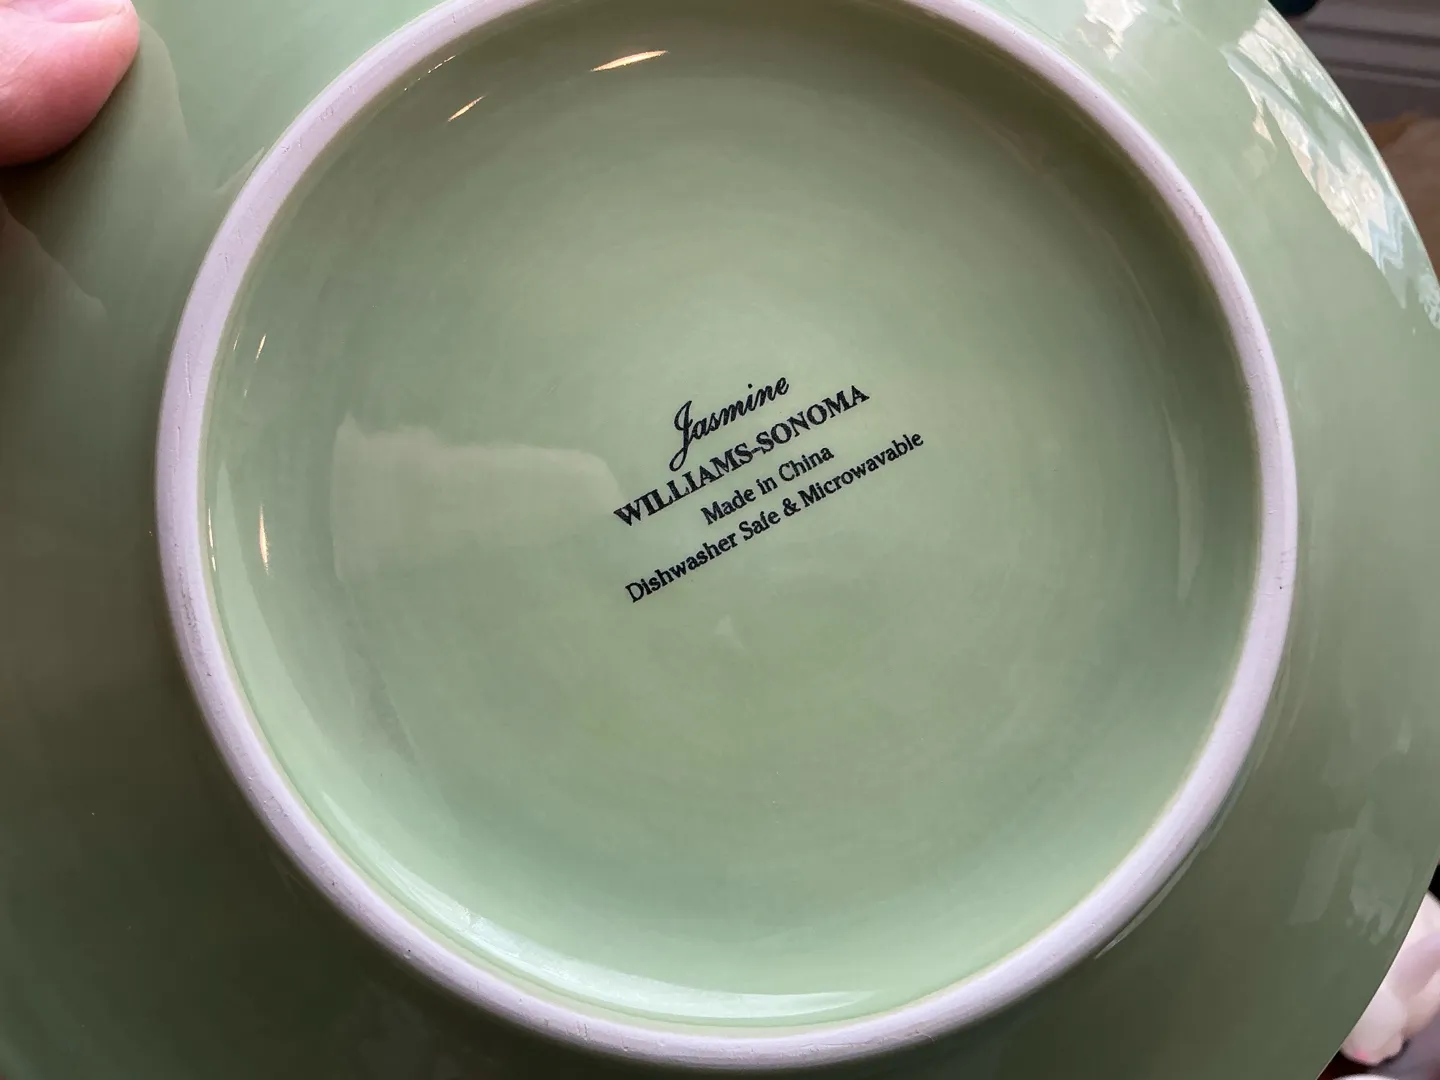 Jasmine
WILLIAMS-SONOMA
Made in China
Dishwasher Safe & Microwavable